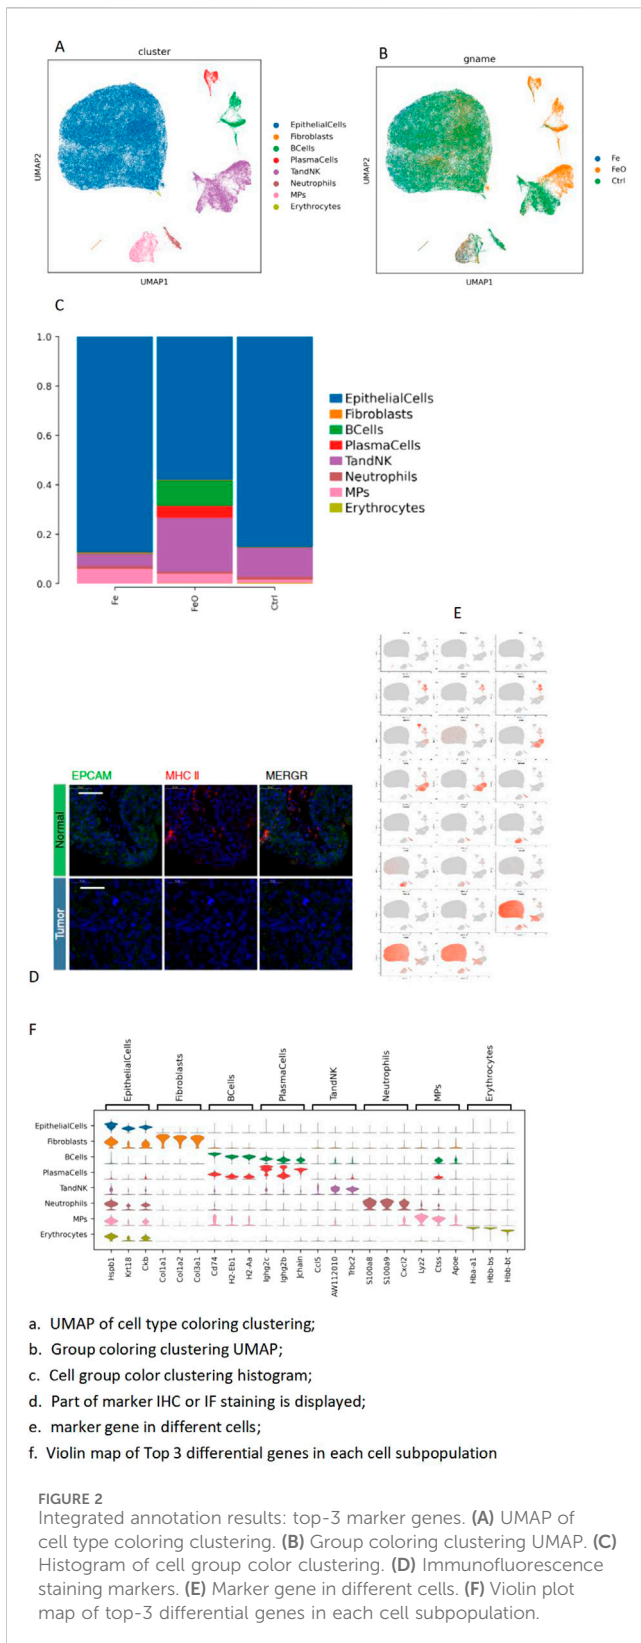 A
cluster
UMAP2
UMAP1
EpithelialCells
Fibroblasts
BCells
PlasmaCells
TandNK
Neutrophils
MPs
Erythrocytes
B
gname
UMAP2
UMAP1
Fe
FeO
Ctrl
C
1.0
0.8
0.6
0.4
0.2
0.0
Fe
FeO
Ctrl
EpithelialCells
Fibroblasts
BCells
PlasmaCells
TandNK
Neutrophils
MPs
Erythrocytes
E
EPCAM
MHC II
MERGR
Normal
Tumor
D
F
EpithelialCells
Fibroblasts
BCells
PlasmaCells
TandNK
Neutrophils
MPs
Erythrocytes
EpithelialCells
Fibroblasts
BCells
PlasmaCells
TandNK
Neutrophils
MPs
Erythrocytes
Hspb1
Krt18
Ckb
Col1a1
Col1a2
Col3a1
Cd74
H2-Eb1
H2-Aa
Ighg2c
Ighg2b
Jchain
Ccl5
AW112010
Trbc2
S100a8
S100a9
Cxcl2
Lyz2
Ctss
Apoe
Hba-a1
Hbb-bs
Hbb-bt
a. UMAP of cell type coloring clustering;
b. Group coloring clustering UMAP;
c. Cell group color clustering histogram;
d. Part of marker IHC or IF staining is displayed;
e. marker gene in different cells;
f. Violin map of Top 3 differential genes in each cell subpopulation
FIGURE 2
Integrated annotation results: top-3 marker genes. (A) UMAP of
cell type coloring clustering. (B) Group coloring clustering UMAP. (C)
Histogram of cell group color clustering. (D) Immunofluorescence
staining markers. (E) Marker gene in different cells. (F) Violin plot
map of top-3 differential genes in each cell subpopulation.